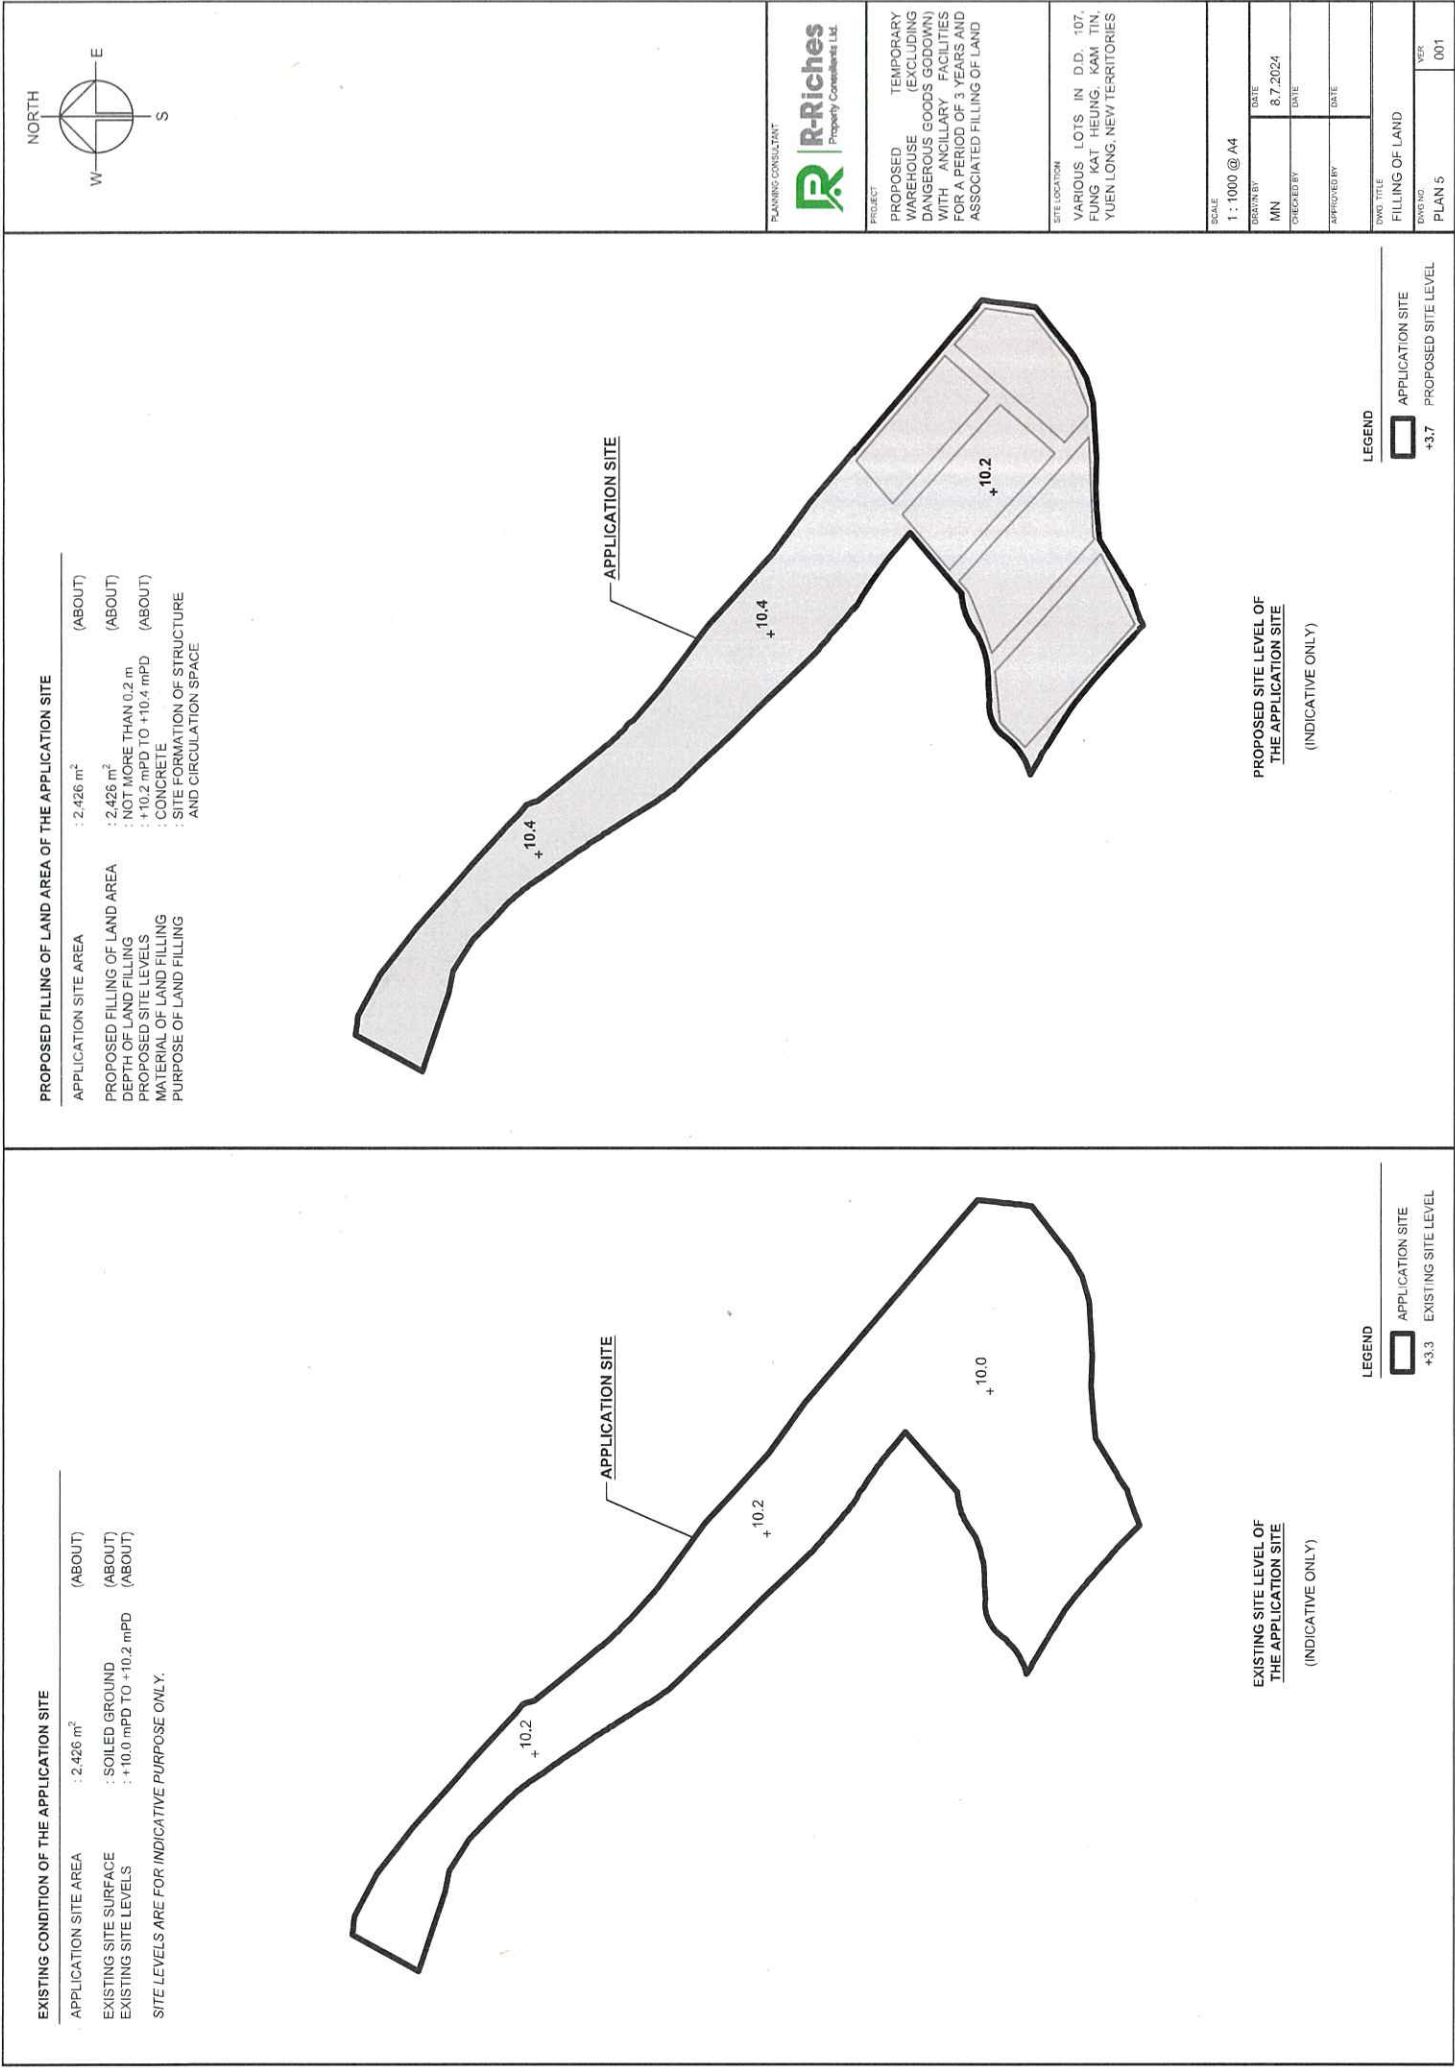 EXISTING CONDITION OF THE APPLICATION SITE
APPLICATION SITE AREA : 2,426 m² (ABOUT)
EXISTING SITE SURFACE : SOILED GROUND (ABOUT)
EXISTING SITE LEVELS : +10.0 mPD TO +10.2 mPD (ABOUT)
SITE LEVELS ARE FOR INDICATIVE PURPOSE ONLY.
APPLICATION SITE
+10.2
+10.2
+10.0
EXISTING SITE LEVEL OF
THE APPLICATION SITE
(INDICATIVE ONLY)
LEGEND
APPLICATION SITE
+3.3 EXISTING SITE LEVEL
PROPOSED FILLING OF LAND AREA OF THE APPLICATION SITE
APPLICATION SITE AREA : 2,426 m² (ABOUT)
PROPOSED FILLING OF LAND AREA : 2,426 m² (ABOUT)
DEPTH OF LAND FILLING : NOT MORE THAN 0.2 m
PROPOSED SITE LEVELS : +10.2 mPD TO +10.4 mPD (ABOUT)
MATERIAL OF LAND FILLING : CONCRETE
PURPOSE OF LAND FILLING : SITE FORMATION OF STRUCTURE
AND CIRCULATION SPACE
APPLICATION SITE
+10.4
+10.4
+10.2
PROPOSED SITE LEVEL OF
THE APPLICATION SITE
(INDICATIVE ONLY)
LEGEND
APPLICATION SITE
+3.7 PROPOSED SITE LEVEL
NORTH
W E
S
PLANNING CONSULTANT
R-Riches
Property Consultants Ltd.
PROJECT
PROPOSED TEMPORARY
WAREHOUSE (EXCLUDING
DANGEROUS GOODS GODOWN)
WITH ANCILLARY FACILITIES
FOR A PERIOD OF 3 YEARS AND
ASSOCIATED FILLING OF LAND
SITE LOCATION
VARIOUS LOTS IN D.D. 107,
FUNG KAT HEUNG, KAM TIN,
YUEN LONG, NEW TERRITORIES
SCALE
1 : 1000 @ A4
DRAWN BY DATE
MN 8.7.2024
CHECKED BY DATE
APPROVED BY DATE
DWG. TITLE
FILLING OF LAND
DWG NO. VER
PLAN 5 001